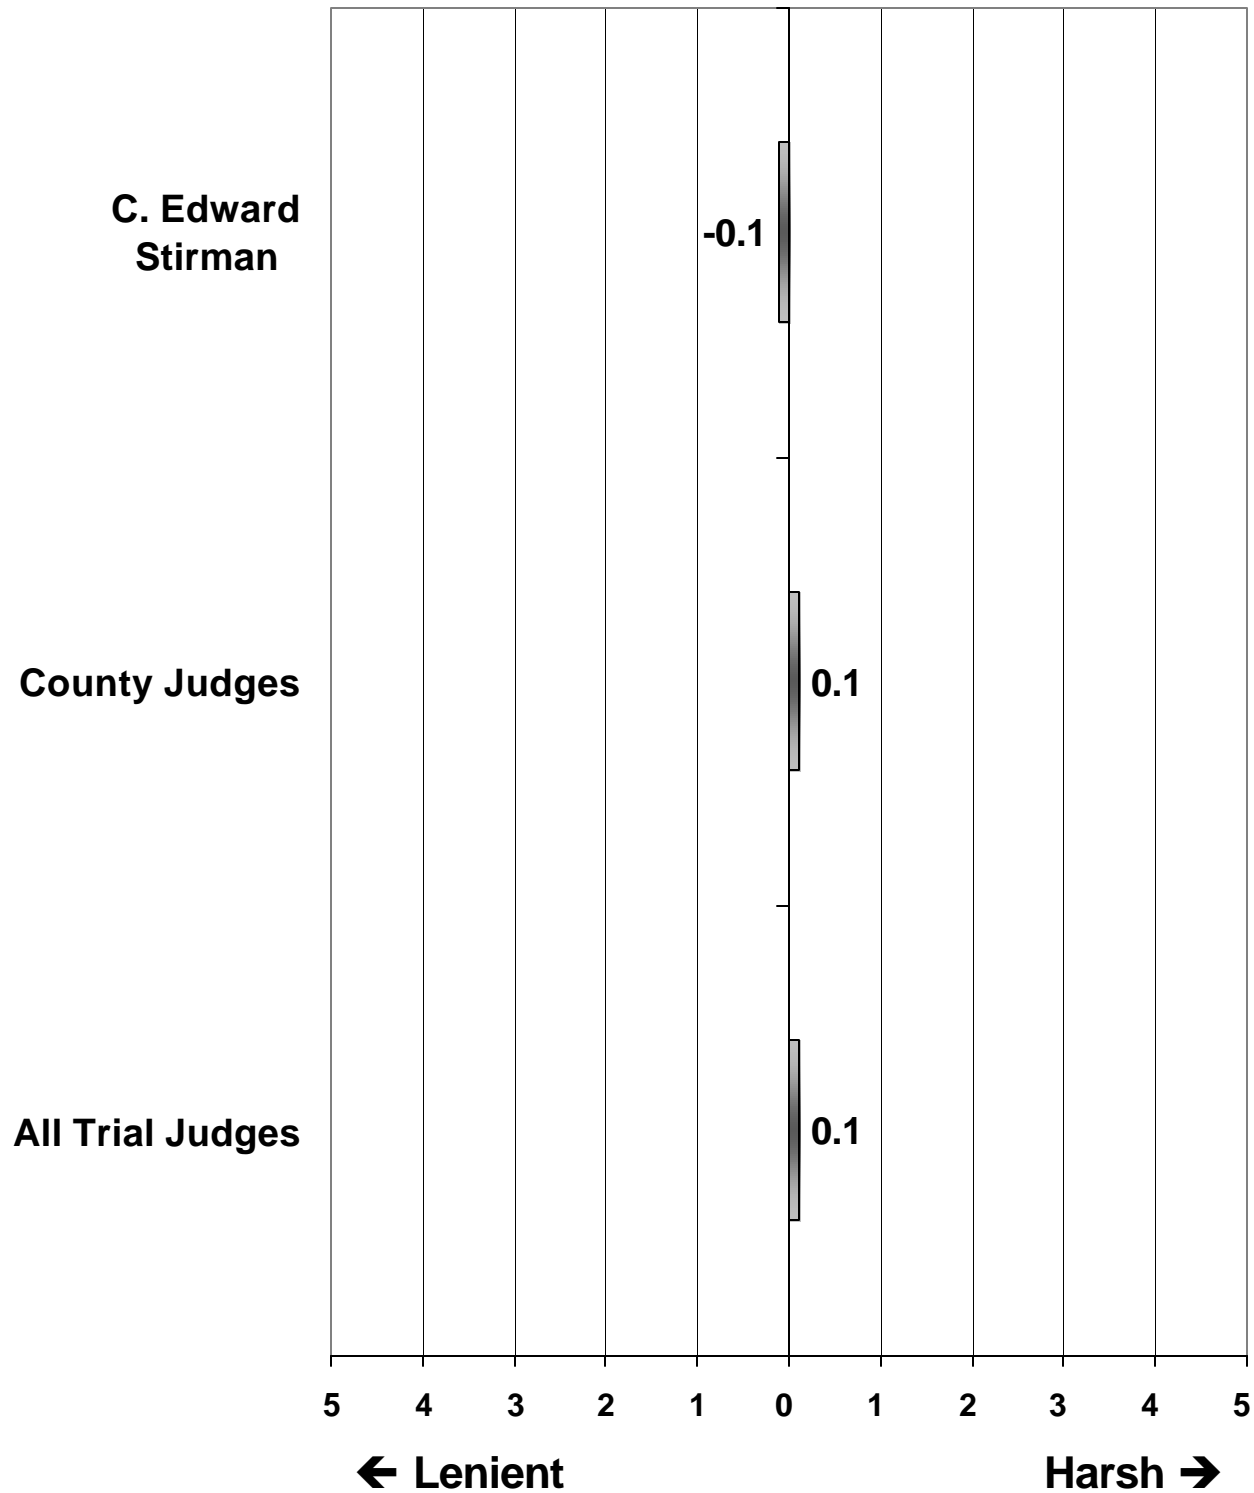 C. Edward
Stirman
-0.1
County Judges
0.1
All Trial Judges
0.1
5 4 3 2 1 0 1 2 3 4 5
← Lenient
Harsh →